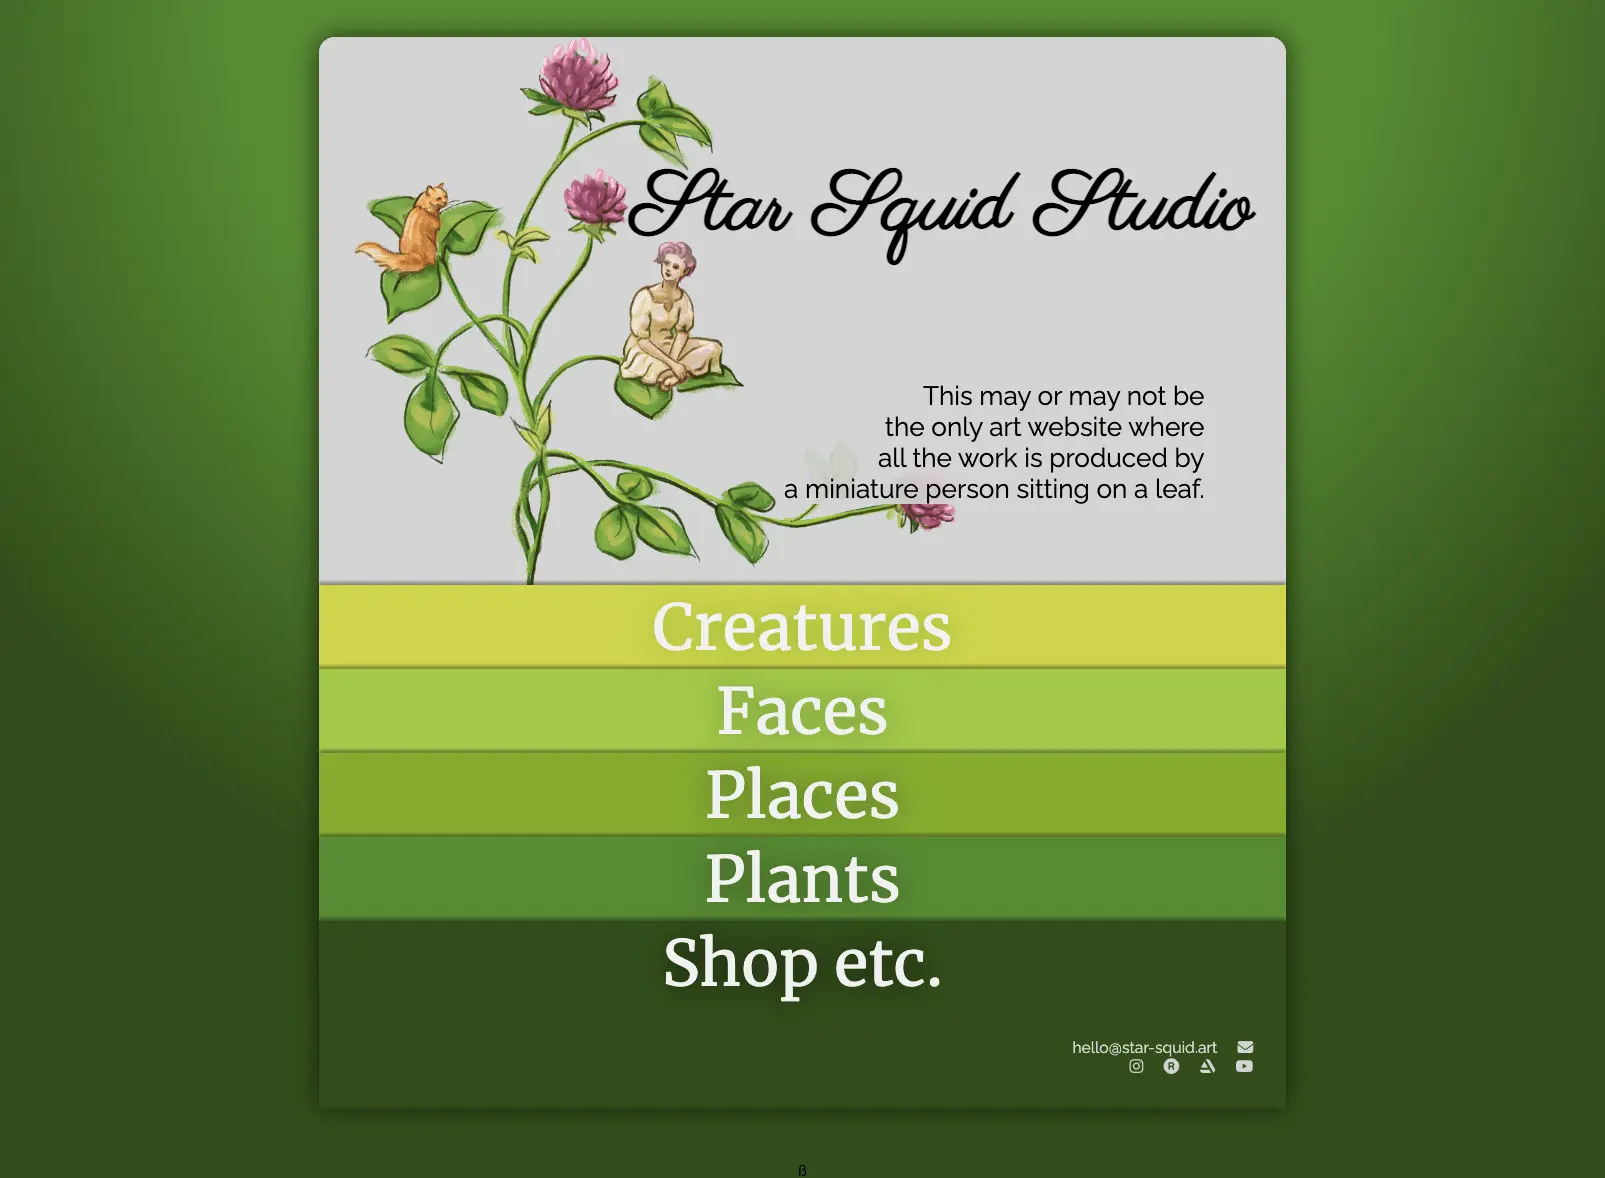 Star Squid Studio
This may or may not be
the only art website where
all the work is produced by
a miniature person sitting on a leaf.
Creatures
Faces
Places
Plants
Shop etc.
hello@star-squid.art
ß